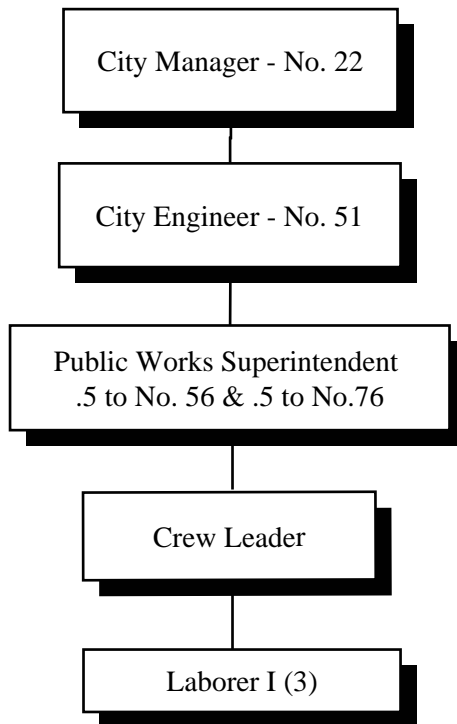 City Manager - No. 22
City Engineer - No. 51
Public Works Superintendent
.5 to No. 56 & .5 to No.76
Crew Leader
Laborer I (3)